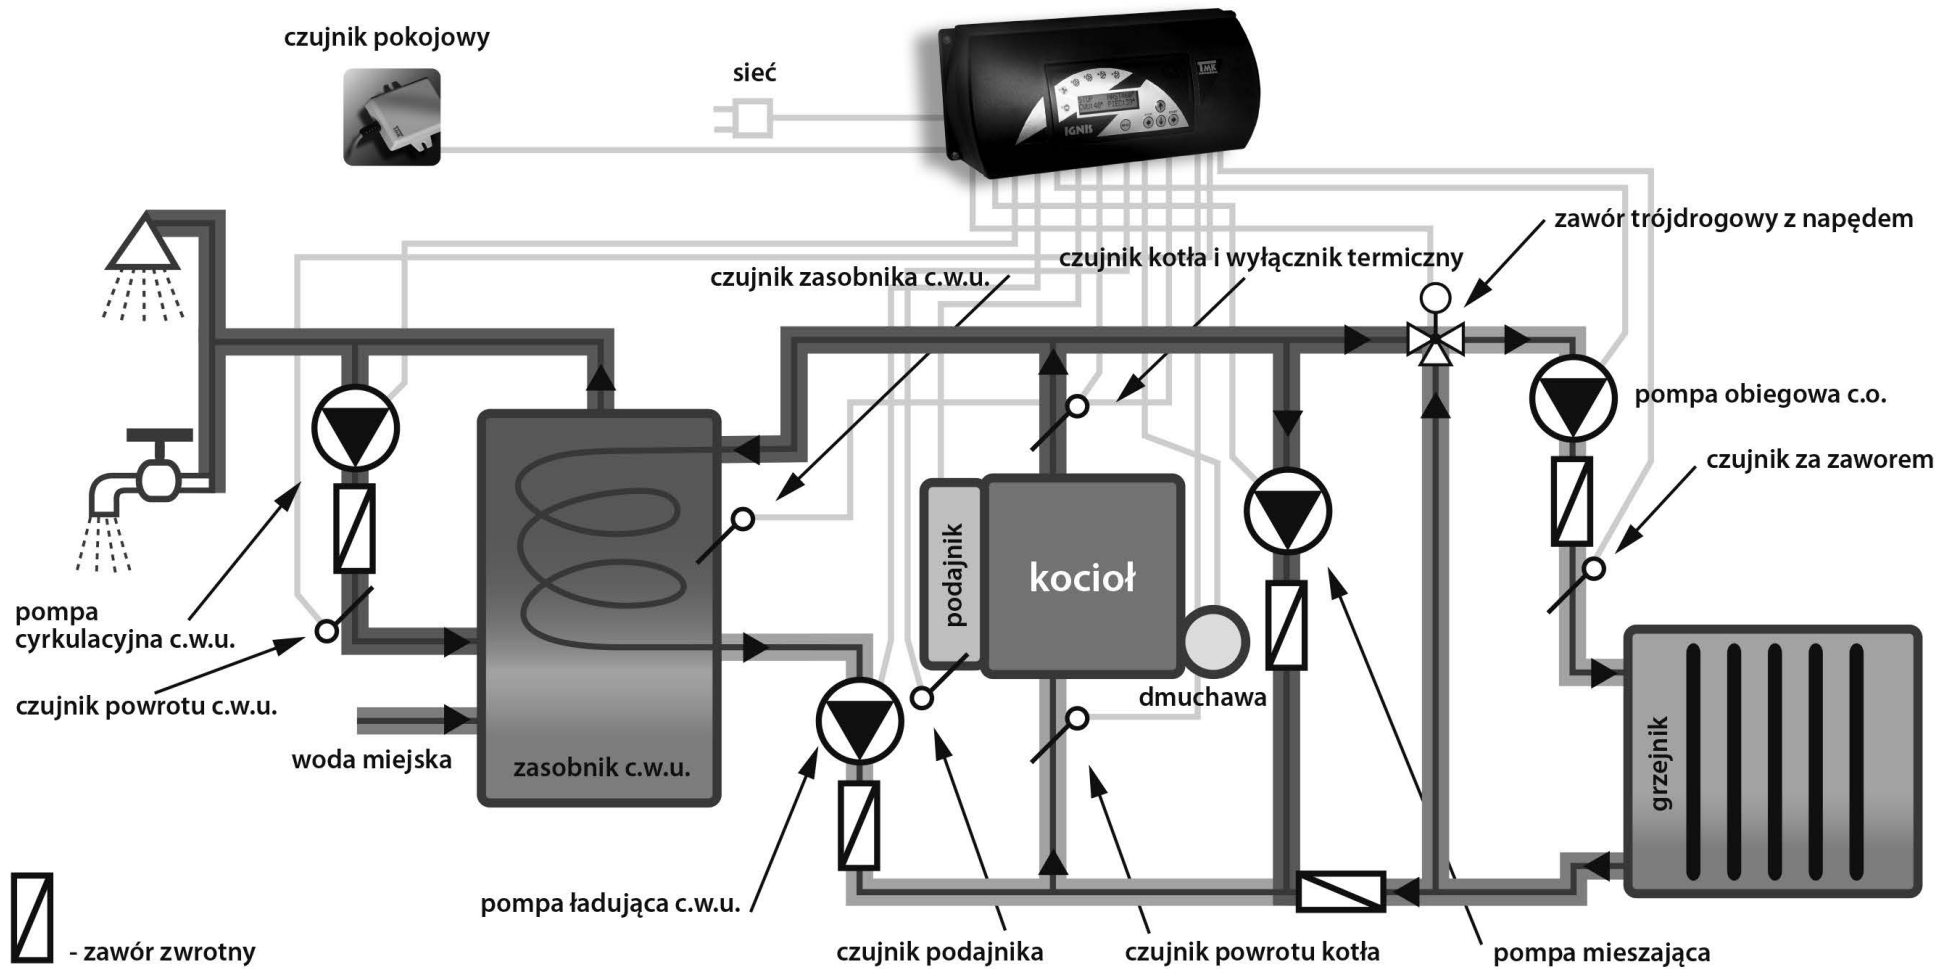 czujnik pokojowy
sieć
TMK
IGNIS
zawór trójdrogowy z napędem
czujnik kotła i wyłącznik termiczny
czujnik zasobnika c.w.u.
pompa obiegowa c.o.
czujnik za zaworem
podajnik
kocioł
pompa
cyrkulacyjna c.w.u.
czujnik powrotu c.w.u.
dmuchawa
woda miejska
zasobnik c.w.u.
grzejnik
pompa ładująca c.w.u.
- zawór zwrotny
czujnik podajnika
czujnik powrotu kotła
pompa mieszająca